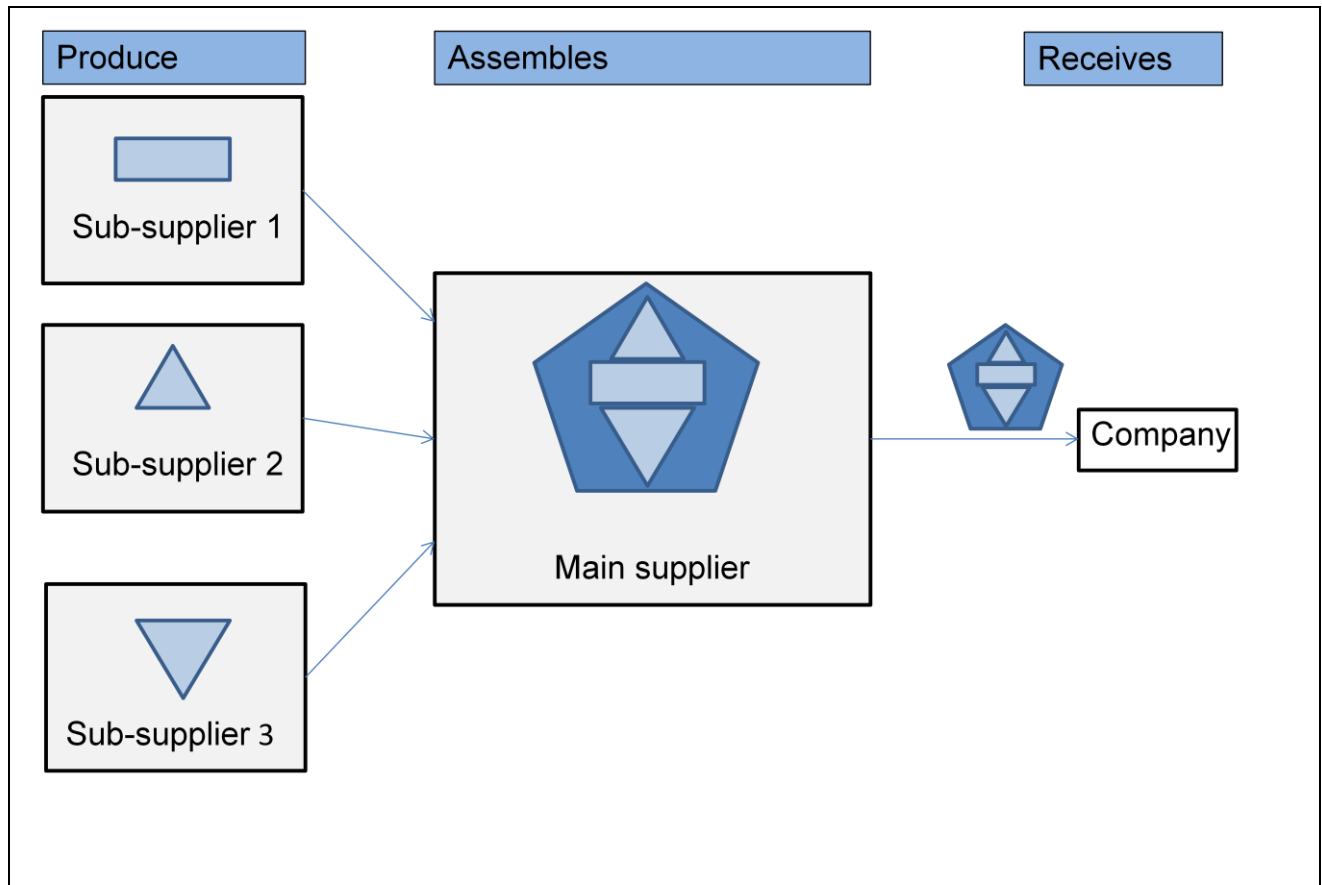 Produce
Assembles
Receives
Sub-supplier 1
Sub-supplier 2
Sub-supplier 3
Main supplier
Company